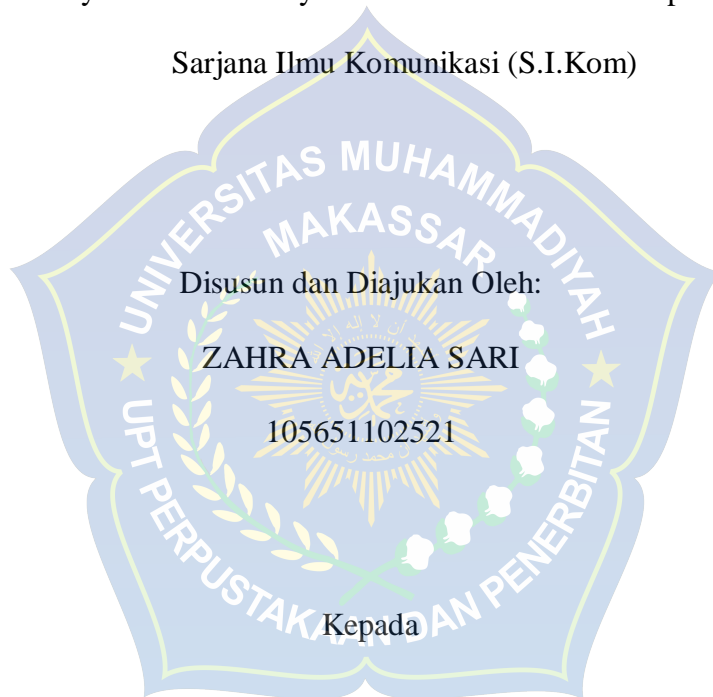 Sarjana Ilmu Komunikasi (S.I.Kom)
UNIVERSITAS MUHAMMADIYAH
MAKASSAR
Disusun dan Diajukan Oleh:
ZAHRA ADELIA SARI
105651102521
Kepada
UPT PERPUSTAKAAN DAN PENERBITAN